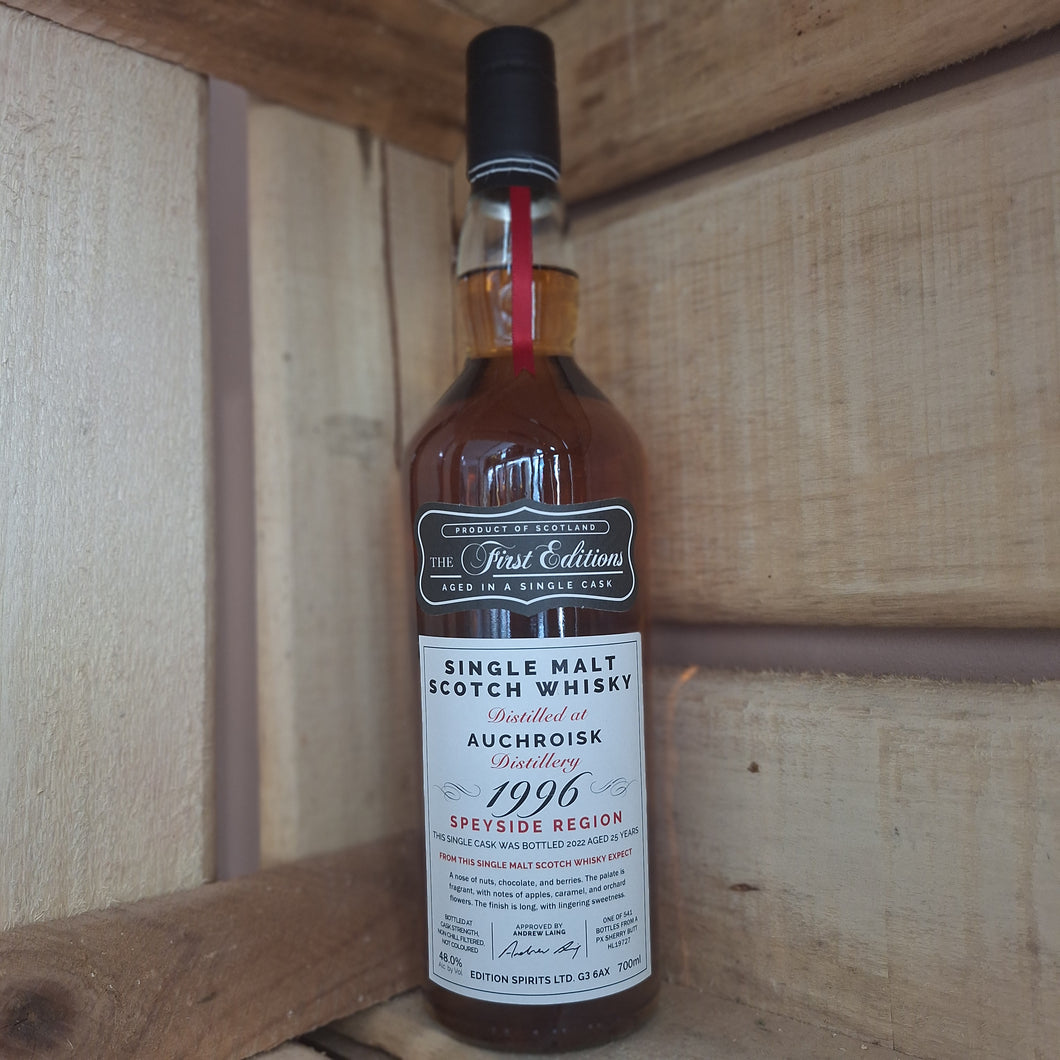 PRODUCT OF SCOTLAND
THE First Editions
AGED IN A SINGLE CASK
SINGLE MALT
SCOTCH WHISKY
Distilled at
AUCHROISK
Distillery
1996
SPEYSIDE REGION
THIS SINGLE CASK WAS BOTTLED 2022 AGED 25 YEARS
FROM THIS SINGLE MALT SCOTCH WHISKY EXPECT
A nose of nuts, chocolate, and berries. The palate is
fragrant, with notes of apples, caramel, and orchard
flowers. The finish is long, with lingering sweetness.
BOTTLED AT
CASK STRENGTH,
NON CHILL FILTERED,
NOT COLOURED
48.0%
Alc. by Vol.
APPROVED BY
ANDREW LAING
Andrew Laing
ONE OF 541
BOTTLES FROM A
PX SHERRY BUTT
HL19727
EDITION SPIRITS LTD. G3 6AX
700ml